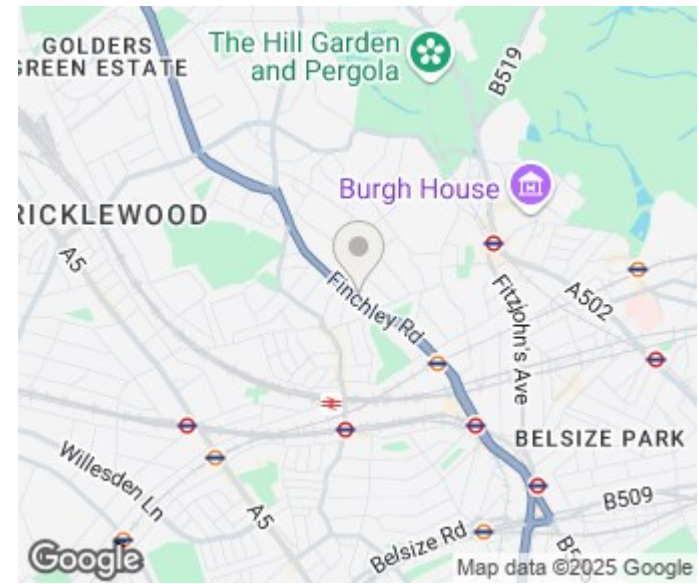 GOLDERS
GREEN ESTATE
The Hill Garden
and Pergola
B519
Burgh House
RICKLEWOOD
A5
Finchley Rd
Fitzjohn's Ave
A502
BELSIZE PARK
Willesden Ln
A5
B509
Belsize Rd
Google
Map data ©2025 Google